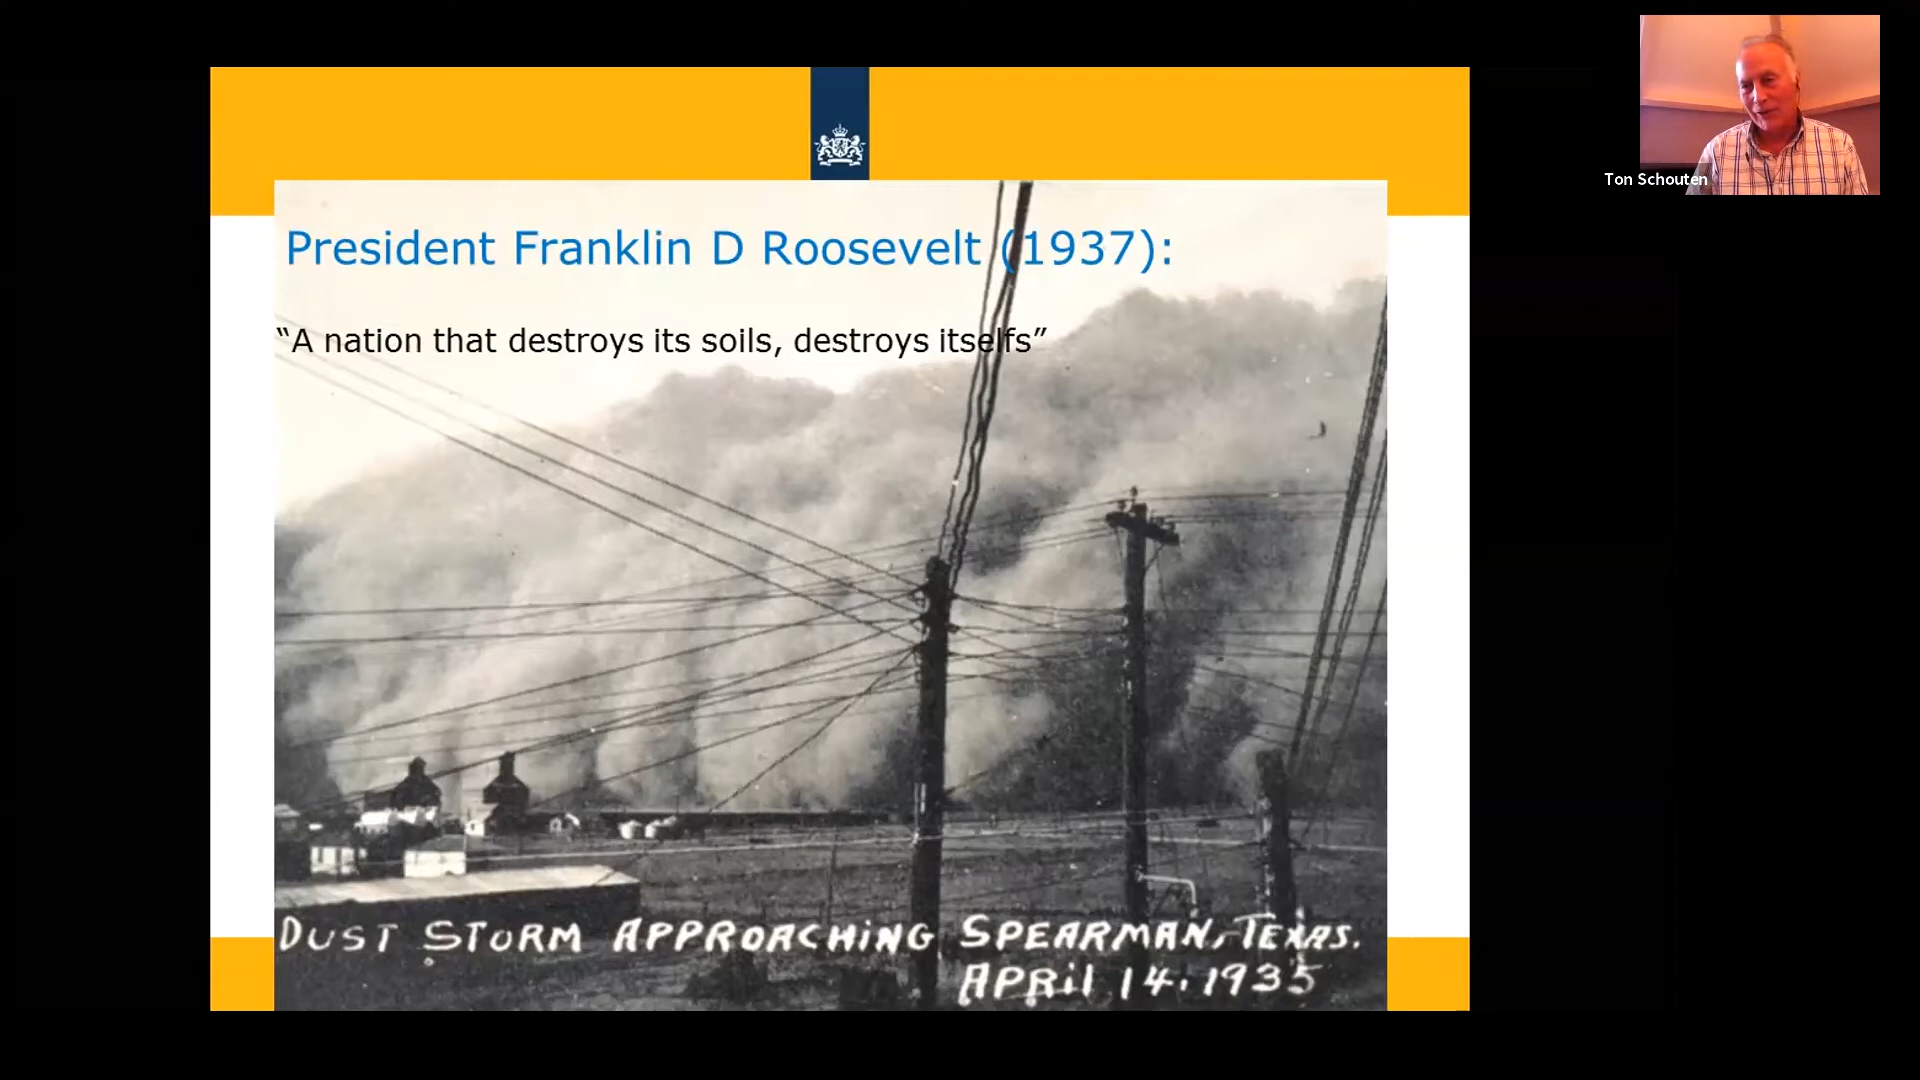 Ton Schouten
President Franklin D Roosevelt (1937):
“A nation that destroys its soils, destroys itselfs”
DUST STORM APPROACHING SPEARMAN, TEXAS.
APRiL 14, 1935